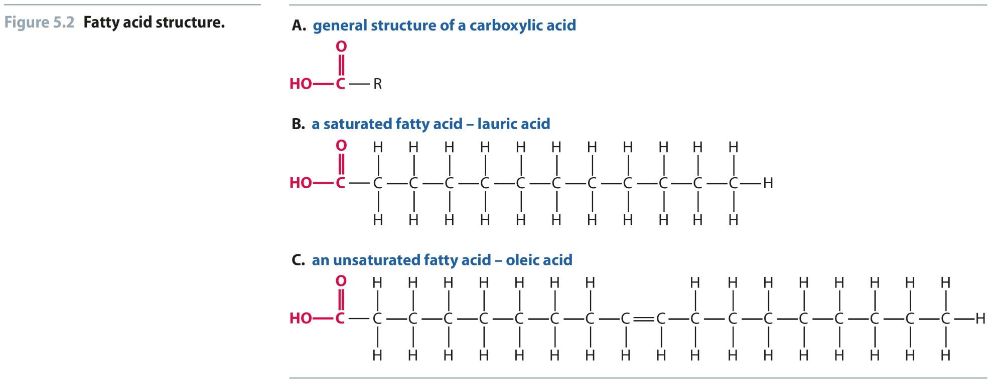 Figure 5.2 Fatty acid structure.
A. general structure of a carboxylic acid
O
HO C R
B. a saturated fatty acid – lauric acid
O H H H H H H H H H H H
HO C C C C C C C C C C C C H
H H H H H H H H H H H
C. an unsaturated fatty acid – oleic acid
O H H H H H H H H H H H H H H H
HO C C C C C C C C C C C C C C C C C C H
H H H H H H H H H H H H H H H H H